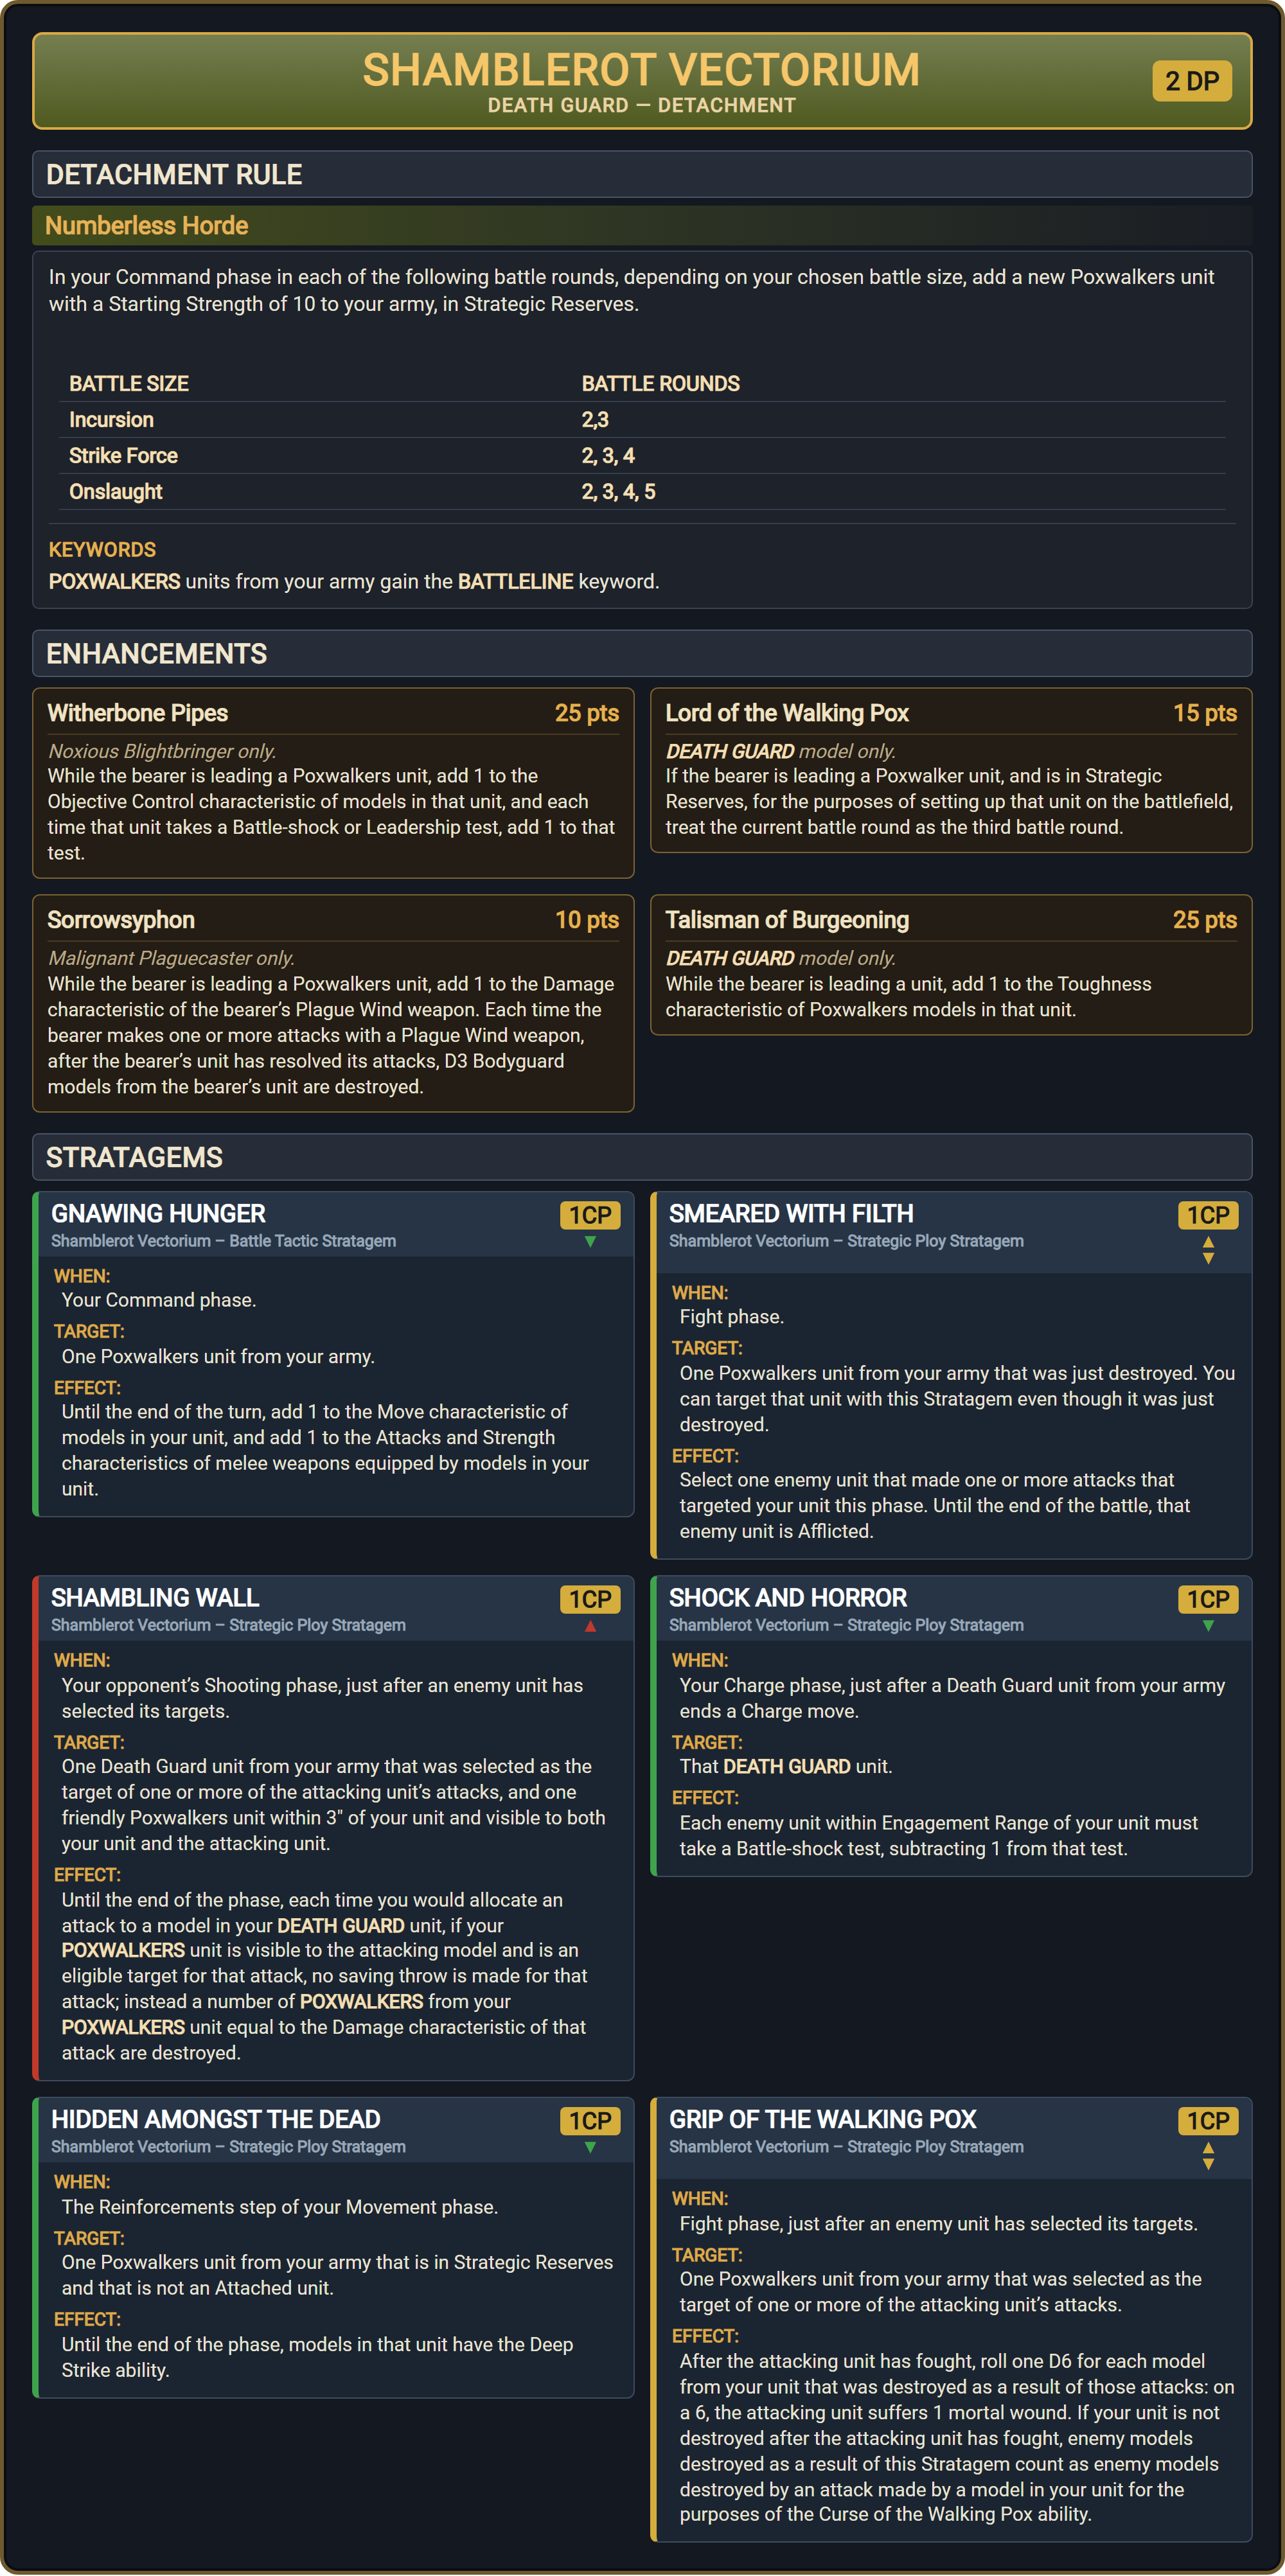 SHAMBLEROT VECTORIUM
DEATH GUARD — DETACHMENT
2 DP
DETACHMENT RULE
Numberless Horde
In your Command phase in each of the following battle rounds, depending on your chosen battle size, add a new Poxwalkers unit
with a Starting Strength of 10 to your army, in Strategic Reserves.
BATTLE SIZE BATTLE ROUNDS
Incursion 2,3
Strike Force 2, 3, 4
Onslaught 2, 3, 4, 5
KEYWORDS
POXWALKERS units from your army gain the BATTLELINE keyword.
ENHANCEMENTS
Witherbone Pipes 25 pts
Noxious Blightbringer only.
While the bearer is leading a Poxwalkers unit, add 1 to the
Objective Control characteristic of models in that unit, and each
time that unit takes a Battle-shock or Leadership test, add 1 to that
test.
Lord of the Walking Pox 15 pts
DEATH GUARD model only.
If the bearer is leading a Poxwalker unit, and is in Strategic
Reserves, for the purposes of setting up that unit on the battlefield,
treat the current battle round as the third battle round.
Sorrowsyphon 10 pts
Malignant Plaguecaster only.
While the bearer is leading a Poxwalkers unit, add 1 to the Damage
characteristic of the bearer’s Plague Wind weapon. Each time the
bearer makes one or more attacks with a Plague Wind weapon,
after the bearer’s unit has resolved its attacks, D3 Bodyguard
models from the bearer’s unit are destroyed.
Talisman of Burgeoning 25 pts
DEATH GUARD model only.
While the bearer is leading a unit, add 1 to the Toughness
characteristic of Poxwalkers models in that unit.
STRATAGEMS
GNAWING HUNGER 1CP
Shamblerot Vectorium – Battle Tactic Stratagem ▼
WHEN:
Your Command phase.
TARGET:
One Poxwalkers unit from your army.
EFFECT:
Until the end of the turn, add 1 to the Move characteristic of
models in your unit, and add 1 to the Attacks and Strength
characteristics of melee weapons equipped by models in your
unit.
SMEARED WITH FILTH 1CP
Shamblerot Vectorium – Strategic Ploy Stratagem ▲
▼
WHEN:
Fight phase.
TARGET:
One Poxwalkers unit from your army that was just destroyed. You
can target that unit with this Stratagem even though it was just
destroyed.
EFFECT:
Select one enemy unit that made one or more attacks that
targeted your unit this phase. Until the end of the battle, that
enemy unit is Afflicted.
SHAMBLING WALL 1CP
Shamblerot Vectorium – Strategic Ploy Stratagem ▲
WHEN:
Your opponent’s Shooting phase, just after an enemy unit has
selected its targets.
TARGET:
One Death Guard unit from your army that was selected as the
target of one or more of the attacking unit’s attacks, and one
friendly Poxwalkers unit within 3" of your unit and visible to both
your unit and the attacking unit.
EFFECT:
Until the end of the phase, each time you would allocate an
attack to a model in your DEATH GUARD unit, if your
POXWALKERS unit is visible to the attacking model and is an
eligible target for that attack, no saving throw is made for that
attack; instead a number of POXWALKERS from your
POXWALKERS unit equal to the Damage characteristic of that
attack are destroyed.
SHOCK AND HORROR 1CP
Shamblerot Vectorium – Strategic Ploy Stratagem ▼
WHEN:
Your Charge phase, just after a Death Guard unit from your army
ends a Charge move.
TARGET:
That DEATH GUARD unit.
EFFECT:
Each enemy unit within Engagement Range of your unit must
take a Battle-shock test, subtracting 1 from that test.
HIDDEN AMONGST THE DEAD 1CP
Shamblerot Vectorium – Strategic Ploy Stratagem ▼
WHEN:
The Reinforcements step of your Movement phase.
TARGET:
One Poxwalkers unit from your army that is in Strategic Reserves
and that is not an Attached unit.
EFFECT:
Until the end of the phase, models in that unit have the Deep
Strike ability.
GRIP OF THE WALKING POX 1CP
Shamblerot Vectorium – Strategic Ploy Stratagem ▲
▼
WHEN:
Fight phase, just after an enemy unit has selected its targets.
TARGET:
One Poxwalkers unit from your army that was selected as the
target of one or more of the attacking unit’s attacks.
EFFECT:
After the attacking unit has fought, roll one D6 for each model
from your unit that was destroyed as a result of those attacks: on
a 6, the attacking unit suffers 1 mortal wound. If your unit is not
destroyed after the attacking unit has fought, enemy models
destroyed as a result of this Stratagem count as enemy models
destroyed by an attack made by a model in your unit for the
purposes of the Curse of the Walking Pox ability.